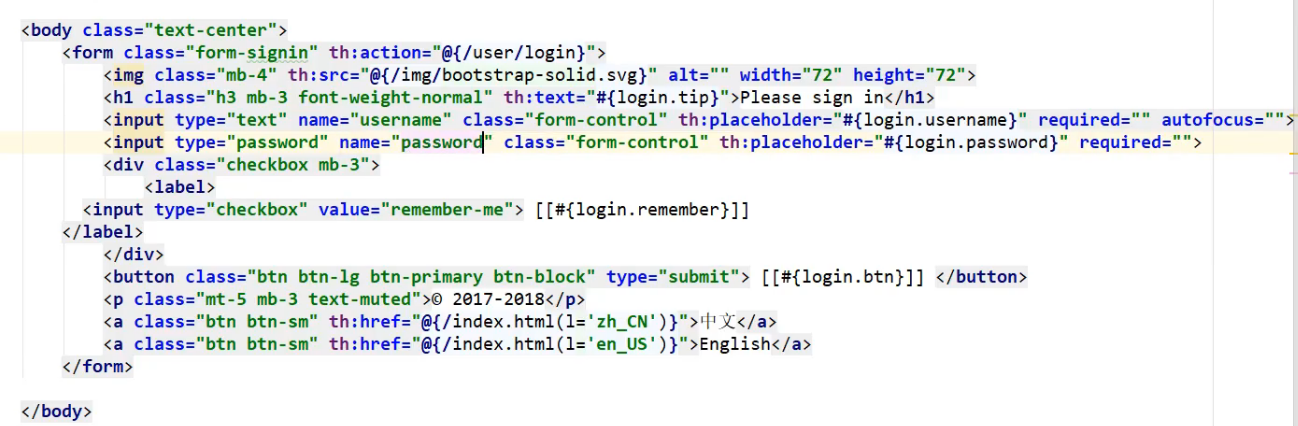 <body class="text-center">
<form class="form-signin" th:action="@{/user/login}">
<img class="mb-4" th:src="@{/img/bootstrap-solid.svg}" alt="" width="72" height="72">
<h1 class="h3 mb-3 font-weight-normal" th:text="#{login.tip}">Please sign in</h1>
<input type="text" name="username" class="form-control" th:placeholder="#{login.username}" required="" autofocus="">
<input type="password" name="password" class="form-control" th:placeholder="#{login.password}" required="">
<div class="checkbox mb-3">
<label>
<input type="checkbox" value="remember-me"> [[#{login.remember}]]
</label>
</div>
<button class="btn btn-lg btn-primary btn-block" type="submit"> [[#{login.btn}]] </button>
<p class="mt-5 mb-3 text-muted">© 2017-2018</p>
<a class="btn btn-sm" th:href="@{/index.html(l='zh_CN')}">中文</a>
<a class="btn btn-sm" th:href="@{/index.html(l='en_US')}">English</a>
</form>
</body>